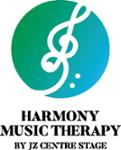 HARMONY
MUSIC THERAPY
BY JZ CENTRE STAGE